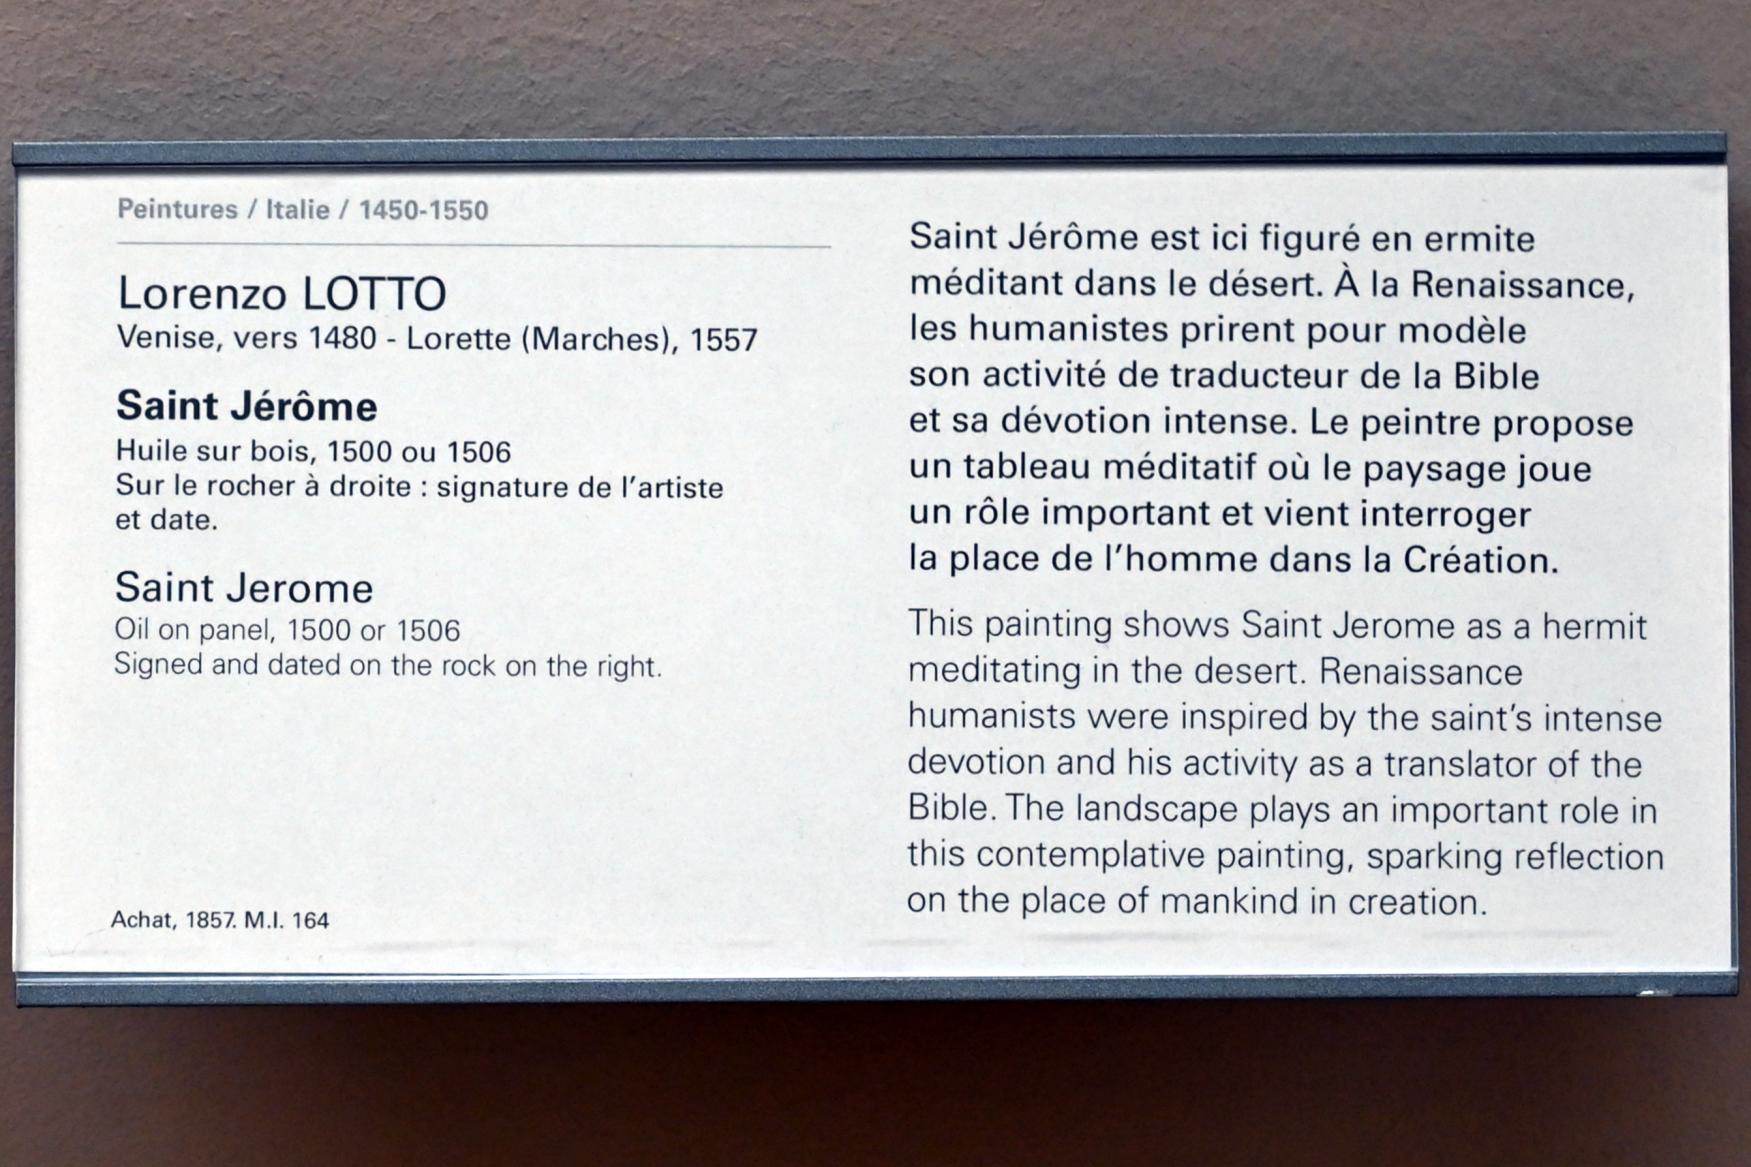 Peintures / Italie / 1450-1550
Lorenzo LOTTO
Venise, vers 1480 - Lorette (Marches), 1557
Saint Jérôme
Huile sur bois, 1500 ou 1506
Sur le rocher à droite : signature de l'artiste
et date.
Saint Jerome
Oil on panel, 1500 or 1506
Signed and dated on the rock on the right.
Achat, 1857. M.I. 164
Saint Jérôme est ici figuré en ermite
méditant dans le désert. À la Renaissance,
les humanistes prirent pour modèle
son activité de traducteur de la Bible
et sa dévotion intense. Le peintre propose
un tableau méditatif où le paysage joue
un rôle important et vient interroger
la place de l'homme dans la Création.
This painting shows Saint Jerome as a hermit
meditating in the desert. Renaissance
humanists were inspired by the saint's intense
devotion and his activity as a translator of the
Bible. The landscape plays an important role in
this contemplative painting, sparking reflection
on the place of mankind in creation.